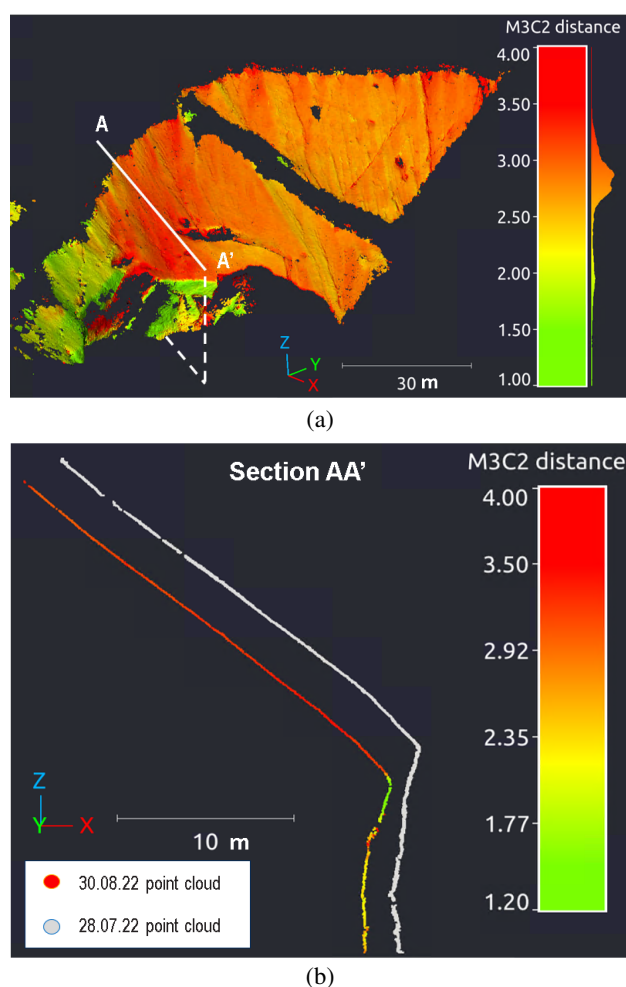 M3C2 distance
4.00
3.50
3.00
2.50
2.00
1.50
1.00
A
A'
Z
Y
X
30 m
(a)
Section AA'
M3C2 distance
4.00
3.50
2.92
2.35
1.77
1.20
Z
Y X
10 m
30.08.22 point cloud
28.07.22 point cloud
(b)